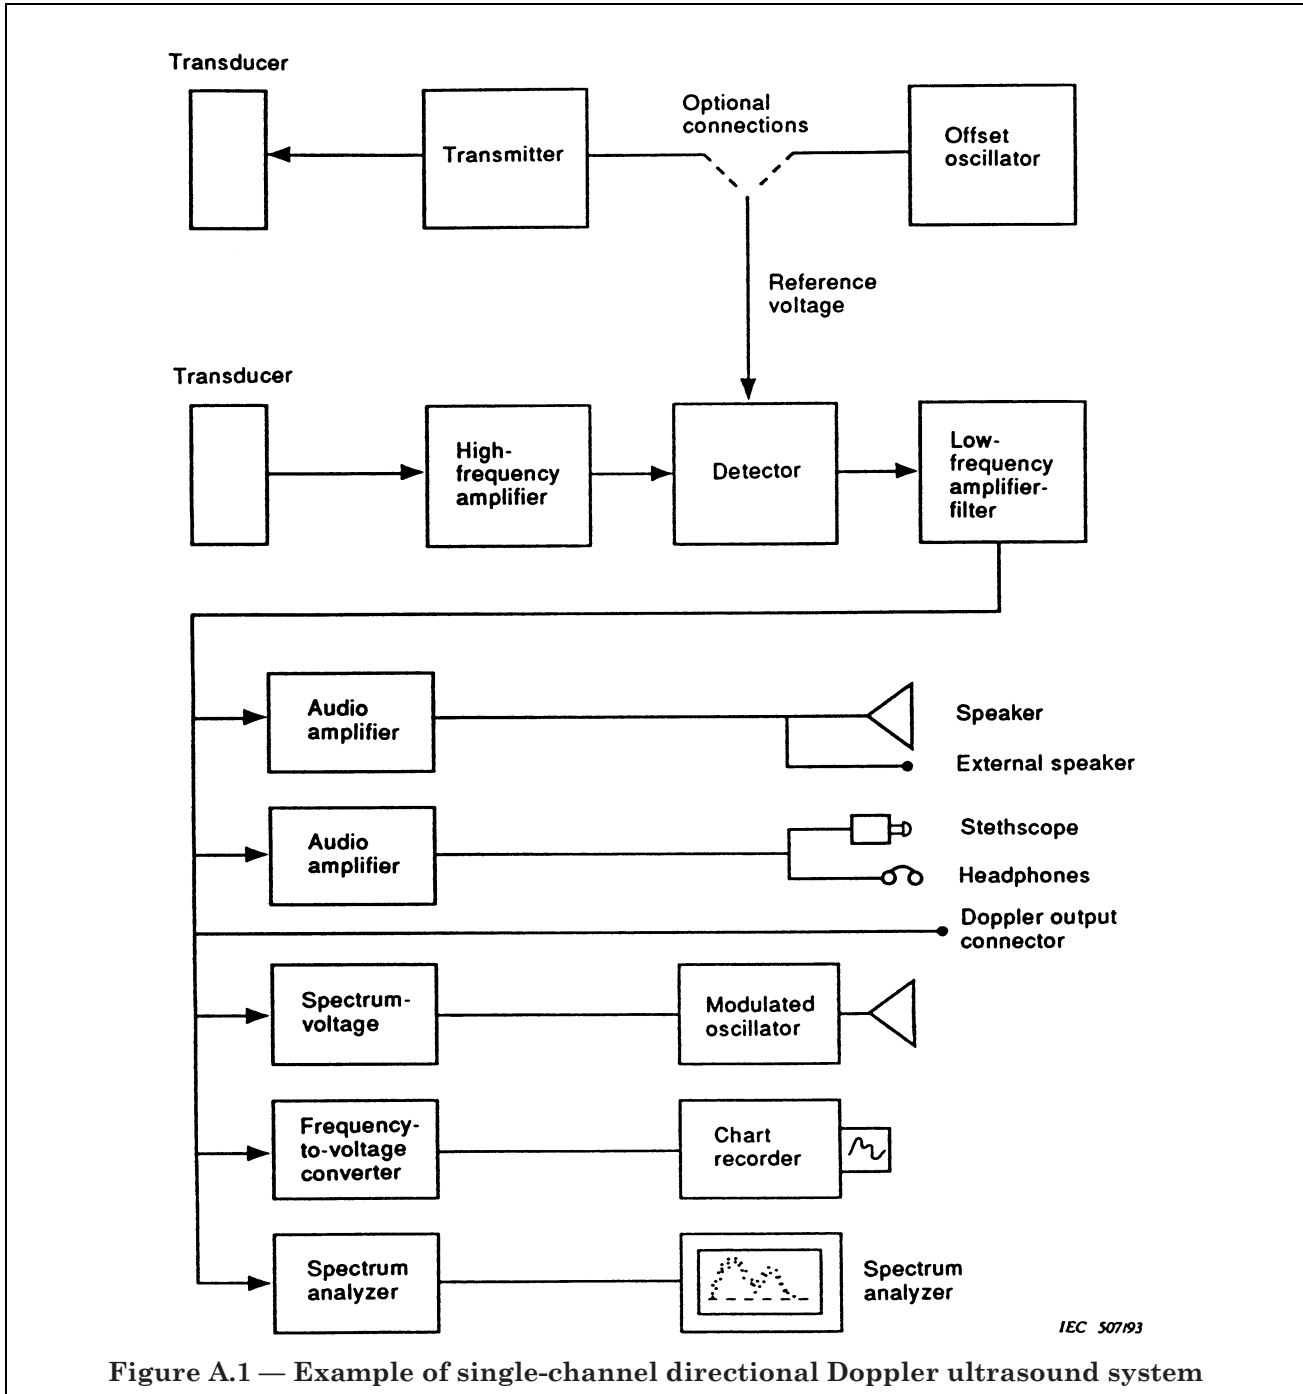 Transducer
Transmitter
Optional
connections
Offset
oscillator
Reference
voltage
Transducer
High-
frequency
amplifier
Detector
Low-
frequency
amplifier-
filter
Audio
amplifier
Speaker
External speaker
Audio
amplifier
Stethscope
Headphones
Doppler output
connector
Spectrum-
voltage
Modulated
oscillator
Frequency-
to-voltage
converter
Chart
recorder
Spectrum
analyzer
Spectrum
analyzer
IEC 507/93
Figure A.1 — Example of single-channel directional Doppler ultrasound system